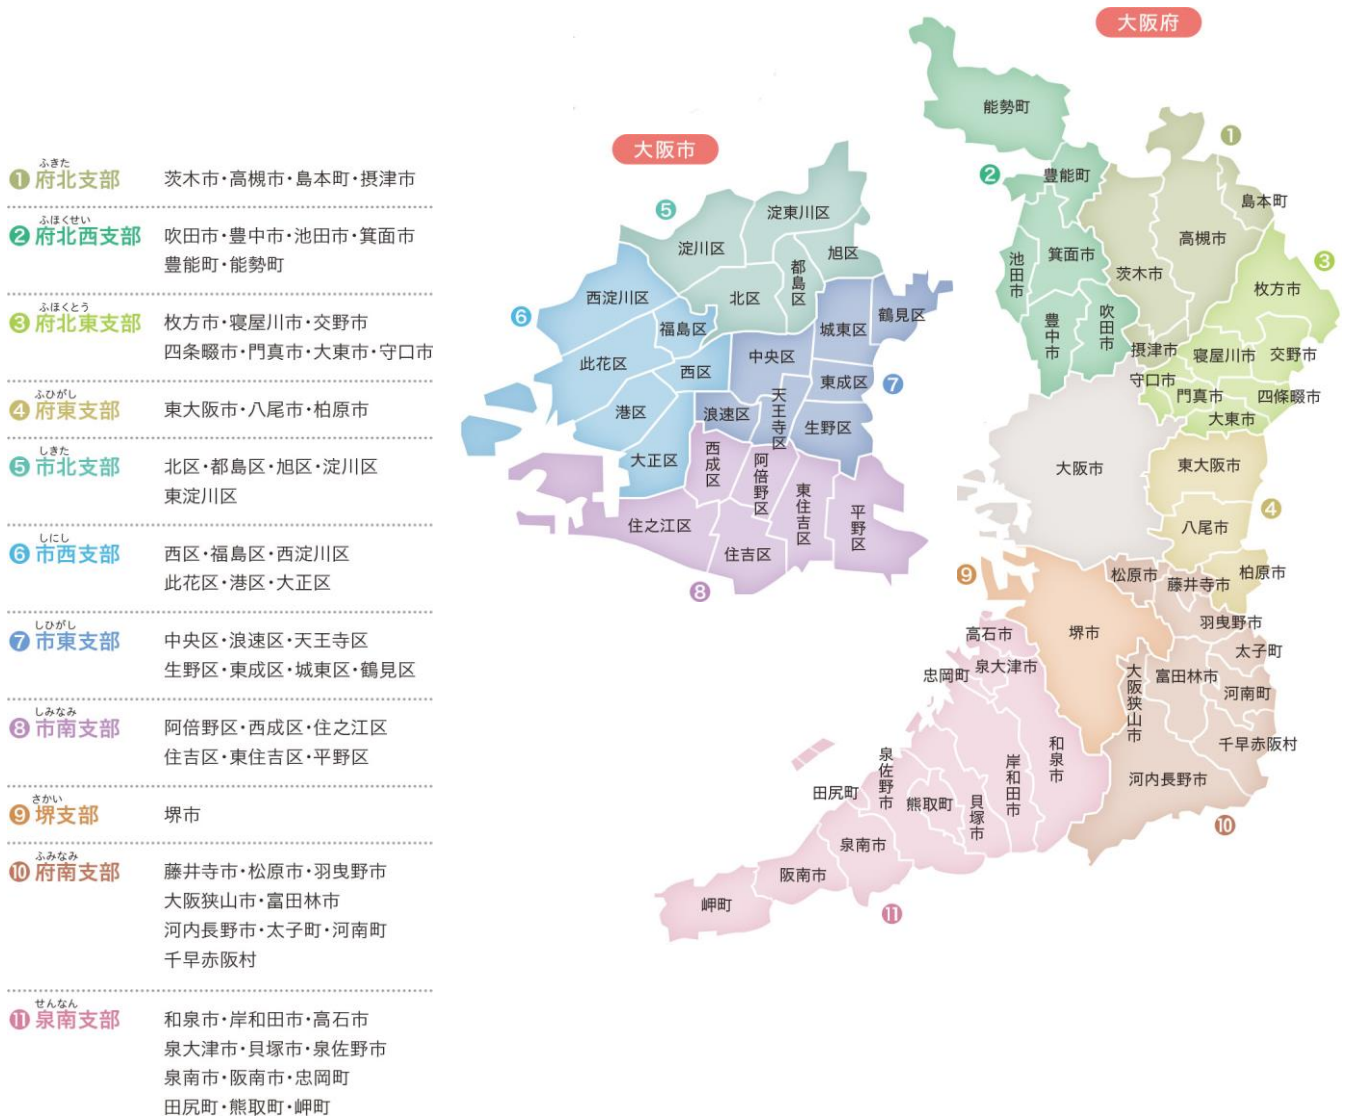 ふきた
❶府北支部 茨木市・高槻市・島本町・摂津市
ふほくせい
❷府北西支部 吹田市・豊中市・池田市・箕面市
豊能町・能勢町
ふほくとう
❸府北東支部 枚方市・寝屋川市・交野市
四条畷市・門真市・大東市・守口市
ふひがし
❹府東支部 東大阪市・八尾市・柏原市
しきた
❺市北支部 北区・都島区・旭区・淀川区
東淀川区
しにし
❻市西支部 西区・福島区・西淀川区
此花区・港区・大正区
しひがし
❼市東支部 中央区・浪速区・天王寺区
生野区・東成区・城東区・鶴見区
しみなみ
❽市南支部 阿倍野区・西成区・住之江区
住吉区・東住吉区・平野区
さかい
❾堺支部 堺市
ふみなみ
❿府南支部 藤井寺市・松原市・羽曳野市
大阪狭山市・富田林市
河内長野市・太子町・河南町
千早赤阪村
せんなん
⓫泉南支部 和泉市・岸和田市・高石市
泉大津市・貝塚市・泉佐野市
泉南市・阪南市・忠岡町
田尻町・熊取町・岬町
大阪市
❺
淀東川区
淀川区
旭区
都島区
北区
西淀川区
❻
福島区
鶴見区
城東区
中央区
此花区
西区
東成区
❼
天王寺区
港区
浪速区
生野区
大正区
西成区
阿倍野区
東住吉区
平野区
住之江区
住吉区
❽
大阪府
能勢町
❶
豊能町
❷
島本町
高槻市
箕面市
池田市
茨木市
❸
枚方市
吹田市
豊中市
摂津市
寝屋川市
交野市
守口市
門真市
四條畷市
大東市
大阪市
東大阪市
❹
八尾市
❾
松原市
藤井寺市
柏原市
羽曳野市
高石市
堺市
太子町
忠岡町
泉大津市
大阪狭山市
富田林市
河南町
千早赤阪村
和泉市
泉佐野市
岸和田市
河内長野市
田尻町
熊取町
貝塚市
❿
泉南市
阪南市
岬町
⓫